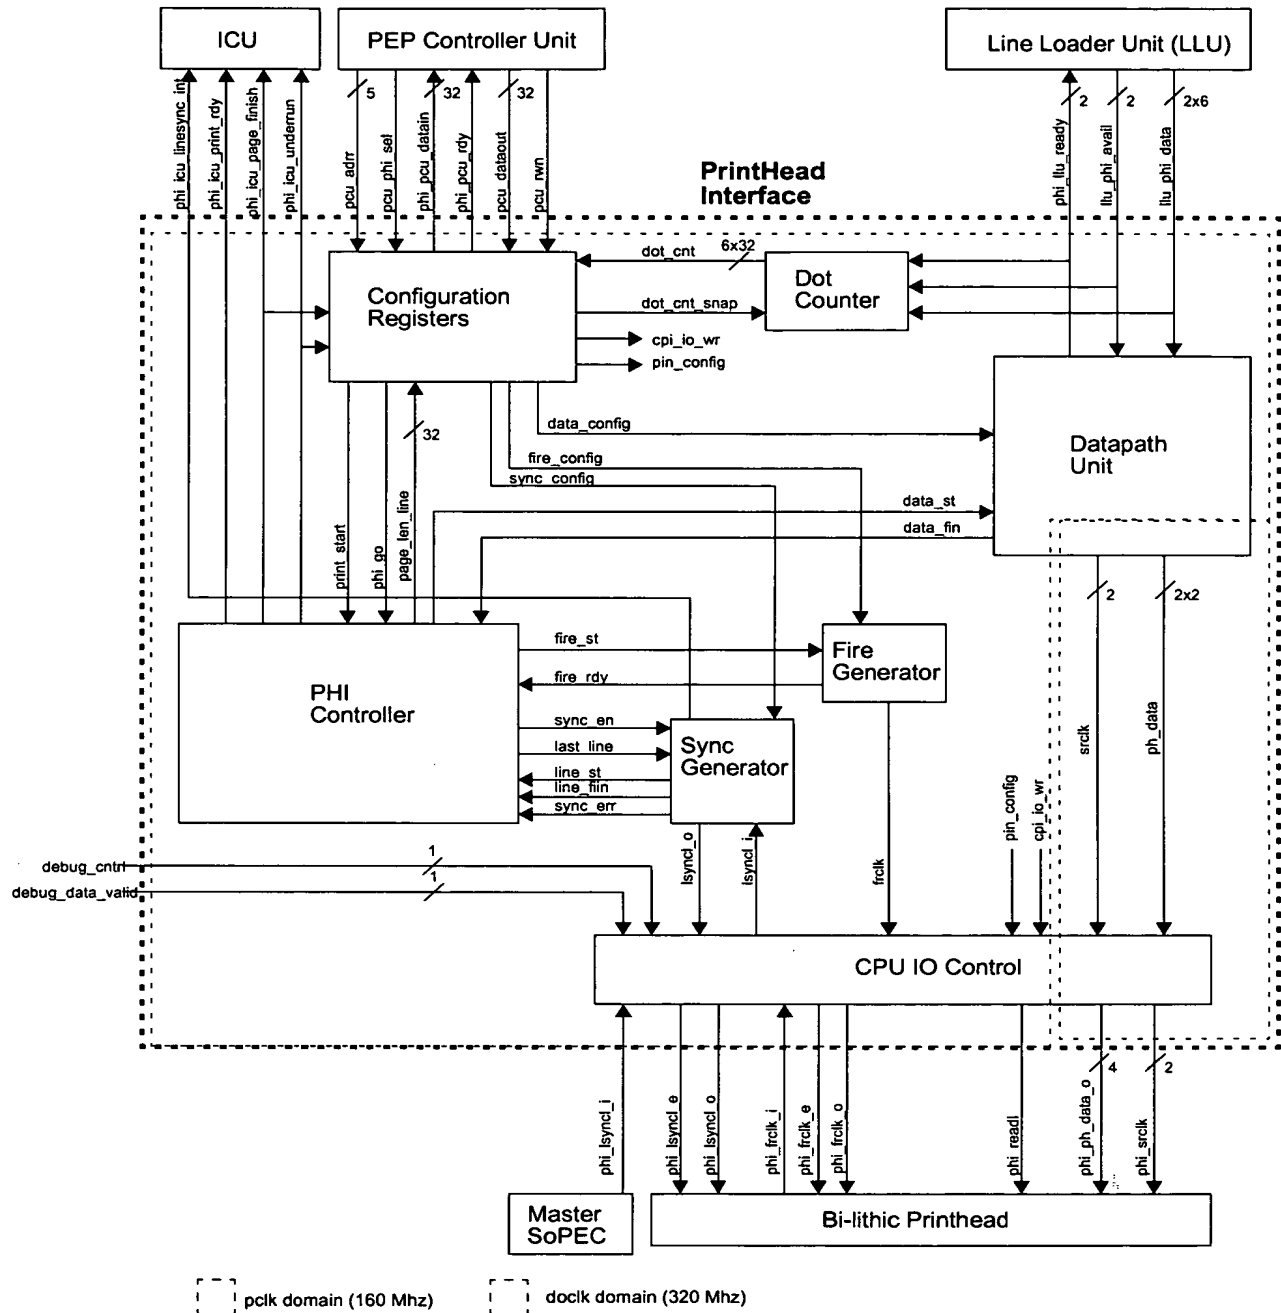 ICU
PEP Controller Unit
Line Loader Unit (LLU)
phi_icu_linesync_int
phi_icu_print_rdy
phi_icu_page_finish
phi_icu_underrun
5
32
32
pcu_adrr
pcu_phi_sel
phi_pcu_datain
phi_pcu_rdy
pcu_dataout
pcu_rwn
2
2
2x6
phi_llu_ready
llu_phi_avail
llu_phi_data
PrintHead
Interface
Configuration
Registers
dot_cnt
6x32
dot_cnt_snap
Dot
Counter
cpi_io_wr
pin_config
32
data_config
fire_config
sync_config
Datapath
Unit
data_st
data_fin
print_start
phi_go
page_len_line
2
2x2
srclk
ph_data
PHI
Controller
fire_st
fire_rdy
Fire
Generator
sync_en
last_line
line_st
line_fiin
sync_err
Sync
Generator
lsyncl_o
lsyncl_i
frclk
pin_config
cpi_io_wr
debug_cntrl
1
debug_data_valid
1
CPU IO Control
phi_lsyncl_i
phi_lsyncl_e
phi_lsyncl_o
phi_frclk_i
phi_frclk_e
phi_frclk_o
phi_readl
phi_ph_data_o
4
phi_srclk
2
Master
SoPEC
Bi-lithic Printhead
pclk domain (160 Mhz)
doclk domain (320 Mhz)